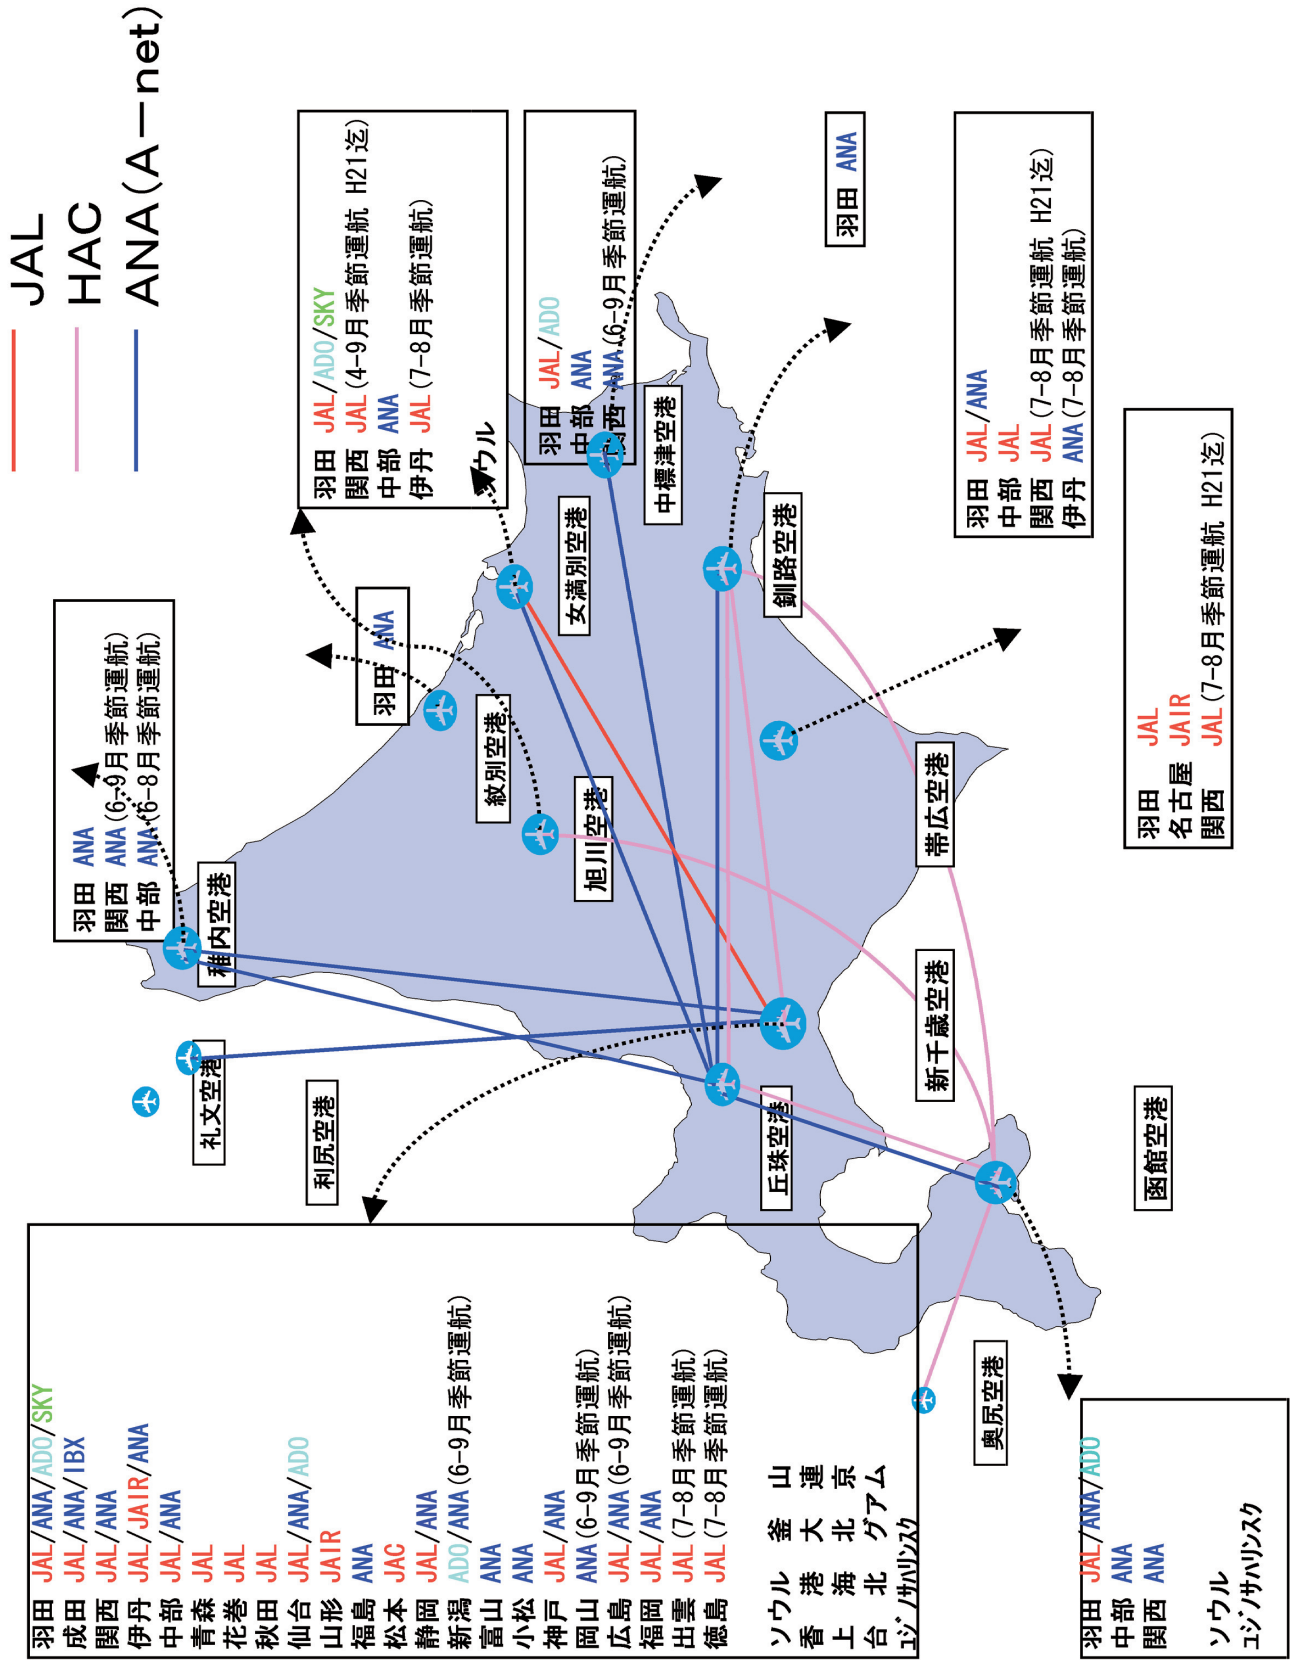 JAL
HAC
ANA(A－net)
羽田 ANA
関西 ANA(6-9月季節運航)
中部 ANA(6-8月季節運航)
羽田 JAL/ADO/SKY
関西 JAL(4-9月季節運航 H21迄)
中部 ANA
伊丹 JAL(7-8月季節運航)
ウル
羽田 ANA
羽田 JAL/ADO
中部 ANA
関西 ANA(6-9月季節運航)
羽田 ANA
羽田 JAL/ANA
中部 JAL
関西 JAL(7-8月季節運航 H21迄)
伊丹 ANA(7-8月季節運航)
羽田 JAL
名古屋 JAIR
関西 JAL(7-8月季節運航 H21迄)
稚内空港
礼文空港
利尻空港
紋別空港
旭川空港
女満別空港
中標津空港
釧路空港
帯広空港
新千歳空港
丘珠空港
函館空港
奥尻空港
羽田 JAL/ANA/ADO/SKY
成田 JAL/ANA/IBX
関西 JAL/ANA
伊丹 JAL/JAIR/ANA
中部 JAL/ANA
青森 JAL
花巻 JAL
秋田 JAL
仙台 JAL/ANA/ADO
山形 JAIR
福島 ANA
松本 JAC
静岡 JAL/ANA
新潟 ADO/ANA(6-9月季節運航)
富山 ANA
小松 ANA
神戸 JAL/ANA
岡山 ANA(6-9月季節運航)
広島 JAL/ANA(6-9月季節運航)
福岡 JAL/ANA
出雲 JAL(7-8月季節運航)
徳島 JAL(7-8月季節運航)
ソウル 釜 山
香 港 大 連
上 海 北 京
台 北 グアム
ユジノサハリンスク
羽田 JAL/ANA/ADO
中部 ANA
関西 ANA
ソウル
ユジノサハリンスク